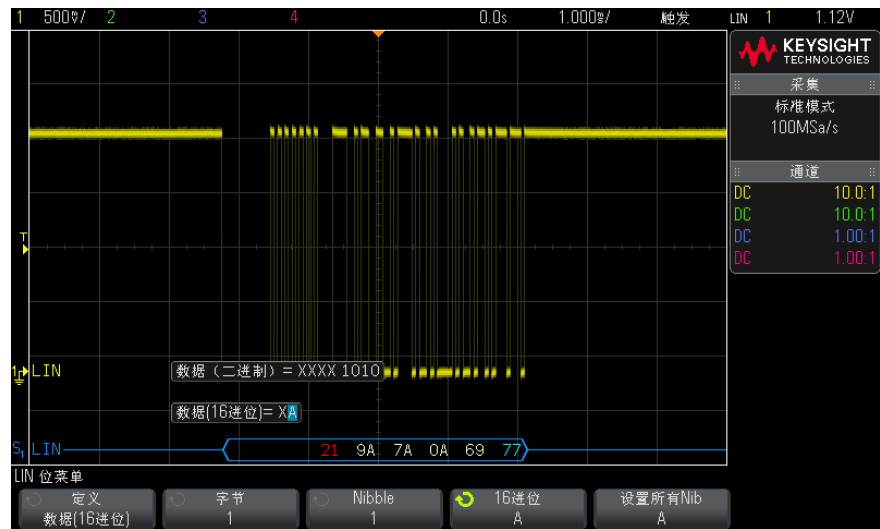 1 500㎷/ 2 3 4 0.0s 1.000㎳/ 触发 LIN 1 1.12V
KEYSIGHT
TECHNOLOGIES
采集
标准模式
100MSa/s
通道
DC 10.0:1
DC 10.0:1
DC 1.00:1
DC 1.00:1
T
1 LIN
数据（二进制）= XXXX 1010
数据(16进位)= XA
S1 LIN 21 9A 7A 0A 69 77
LIN 位菜单
定义 字节 Nibble 16进位 设置所有Nib
数据(16进位) 1 1 A A